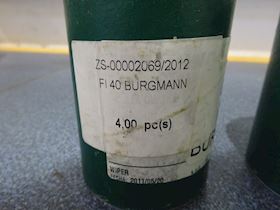 ZS-00002069/2012
FI 40 BURGMANN
4,00 pc(s)
WIPER